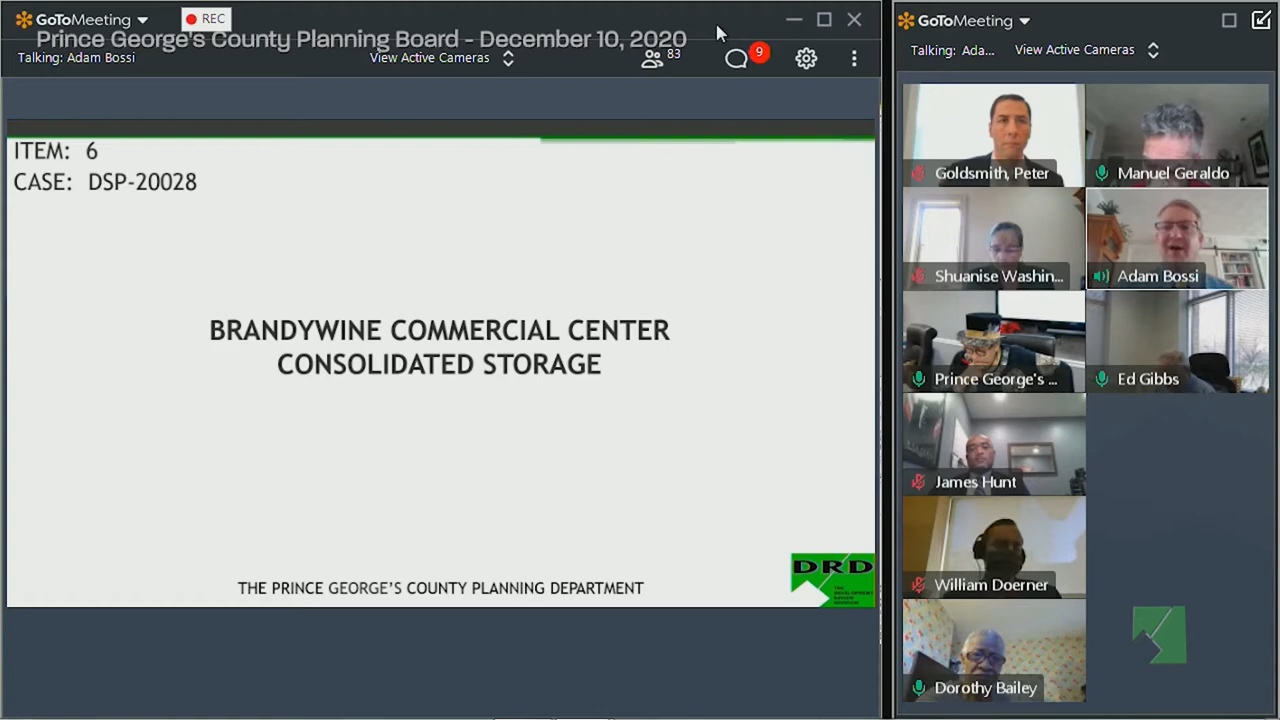 GoToMeeting
REC
Prince George's County Planning Board - December 10, 2020
Talking: Adam Bossi
View Active Cameras
83
9
ITEM: 6
CASE: DSP-20028
BRANDYWINE COMMERCIAL CENTER
CONSOLIDATED STORAGE
THE PRINCE GEORGE'S COUNTY PLANNING DEPARTMENT
DRD
GoToMeeting
Talking: Ada...
View Active Cameras
Goldsmith, Peter
Manuel Geraldo
Shuanise Washin...
Adam Bossi
Prince George's ...
Ed Gibbs
James Hunt
William Doerner
Dorothy Bailey